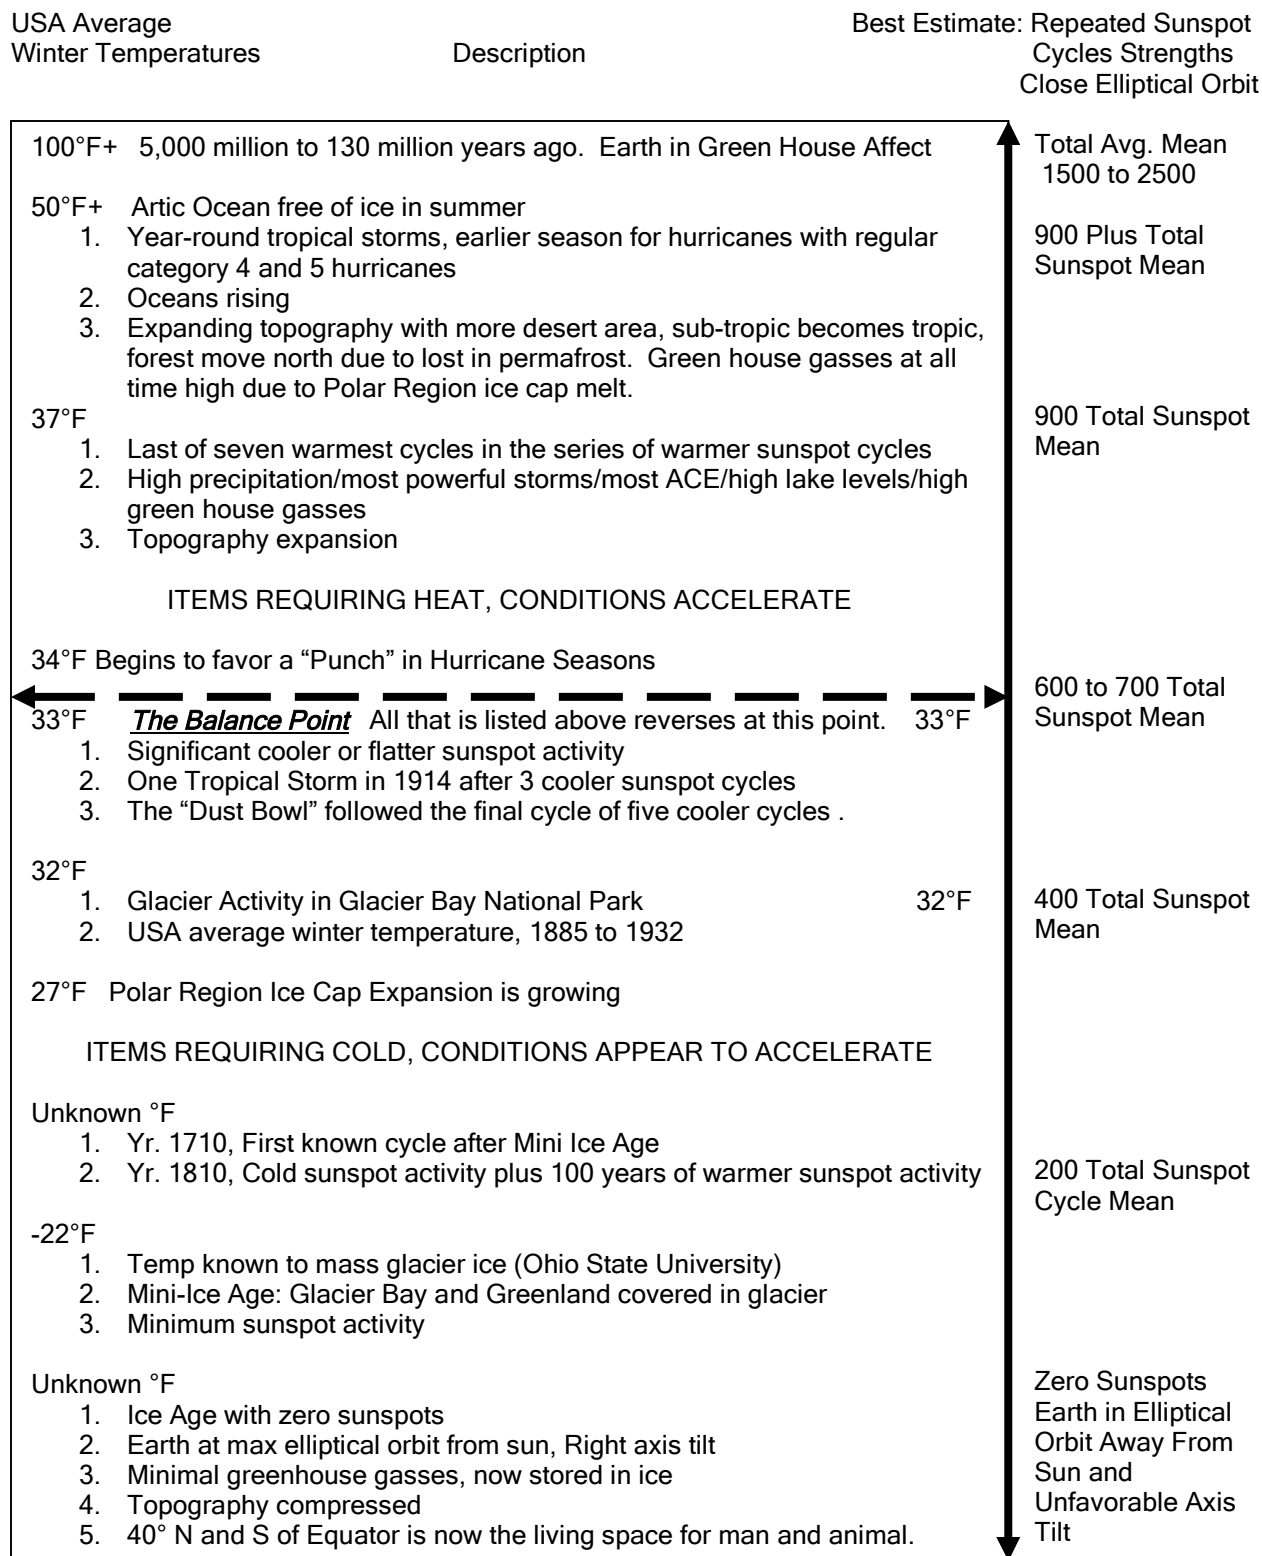 USA Average
Winter Temperatures
Description
Best Estimate: Repeated Sunspot
Cycles Strengths
Close Elliptical Orbit
100°F+ 5,000 million to 130 million years ago. Earth in Green House Affect
Total Avg. Mean
1500 to 2500
50°F+ Artic Ocean free of ice in summer
1. Year-round tropical storms, earlier season for hurricanes with regular
category 4 and 5 hurricanes
900 Plus Total
Sunspot Mean
2. Oceans rising
3. Expanding topography with more desert area, sub-tropic becomes tropic,
forest move north due to lost in permafrost. Green house gasses at all
time high due to Polar Region ice cap melt.
37°F
900 Total Sunspot
Mean
1. Last of seven warmest cycles in the series of warmer sunspot cycles
2. High precipitation/most powerful storms/most ACE/high lake levels/high
green house gasses
3. Topography expansion
ITEMS REQUIRING HEAT, CONDITIONS ACCELERATE
34°F Begins to favor a “Punch” in Hurricane Seasons
600 to 700 Total
Sunspot Mean
33°F The Balance Point All that is listed above reverses at this point. 33°F
1. Significant cooler or flatter sunspot activity
2. One Tropical Storm in 1914 after 3 cooler sunspot cycles
3. The “Dust Bowl” followed the final cycle of five cooler cycles .
32°F
1. Glacier Activity in Glacier Bay National Park 32°F
400 Total Sunspot
Mean
2. USA average winter temperature, 1885 to 1932
27°F Polar Region Ice Cap Expansion is growing
ITEMS REQUIRING COLD, CONDITIONS APPEAR TO ACCELERATE
Unknown °F
1. Yr. 1710, First known cycle after Mini Ice Age
2. Yr. 1810, Cold sunspot activity plus 100 years of warmer sunspot activity
200 Total Sunspot
Cycle Mean
-22°F
1. Temp known to mass glacier ice (Ohio State University)
2. Mini-Ice Age: Glacier Bay and Greenland covered in glacier
3. Minimum sunspot activity
Unknown °F
1. Ice Age with zero sunspots
2. Earth at max elliptical orbit from sun, Right axis tilt
3. Minimal greenhouse gasses, now stored in ice
4. Topography compressed
5. 40° N and S of Equator is now the living space for man and animal.
Zero Sunspots
Earth in Elliptical
Orbit Away From
Sun and
Unfavorable Axis
Tilt